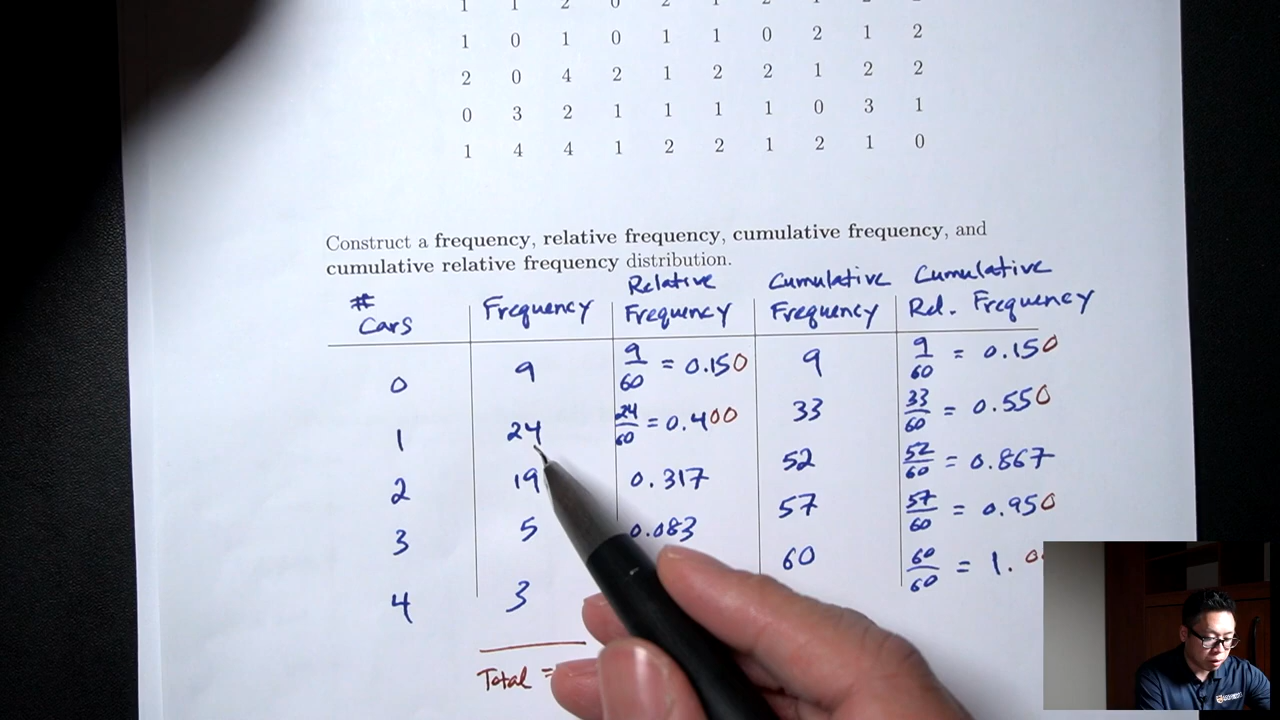 1 0 1 0 1 1 0 2 1 2
2 0 4 2 1 2 2 1 2 2
0 3 2 1 1 1 1 0 3 1
1 4 4 1 2 2 1 2 1 0
Construct a frequency, relative frequency, cumulative frequency, and
cumulative relative frequency distribution.
# Cars Frequency Relative Frequency Cumulative Frequency Cumulative Rel. Frequency
0 9 9/60 = 0.150 9 9/60 = 0.150
1 24 24/60 = 0.400 33 33/60 = 0.550
2 19 0.317 52 52/60 = 0.867
3 5 0.083 57 57/60 = 0.950
4 3 60 60/60 = 1.0
Total =